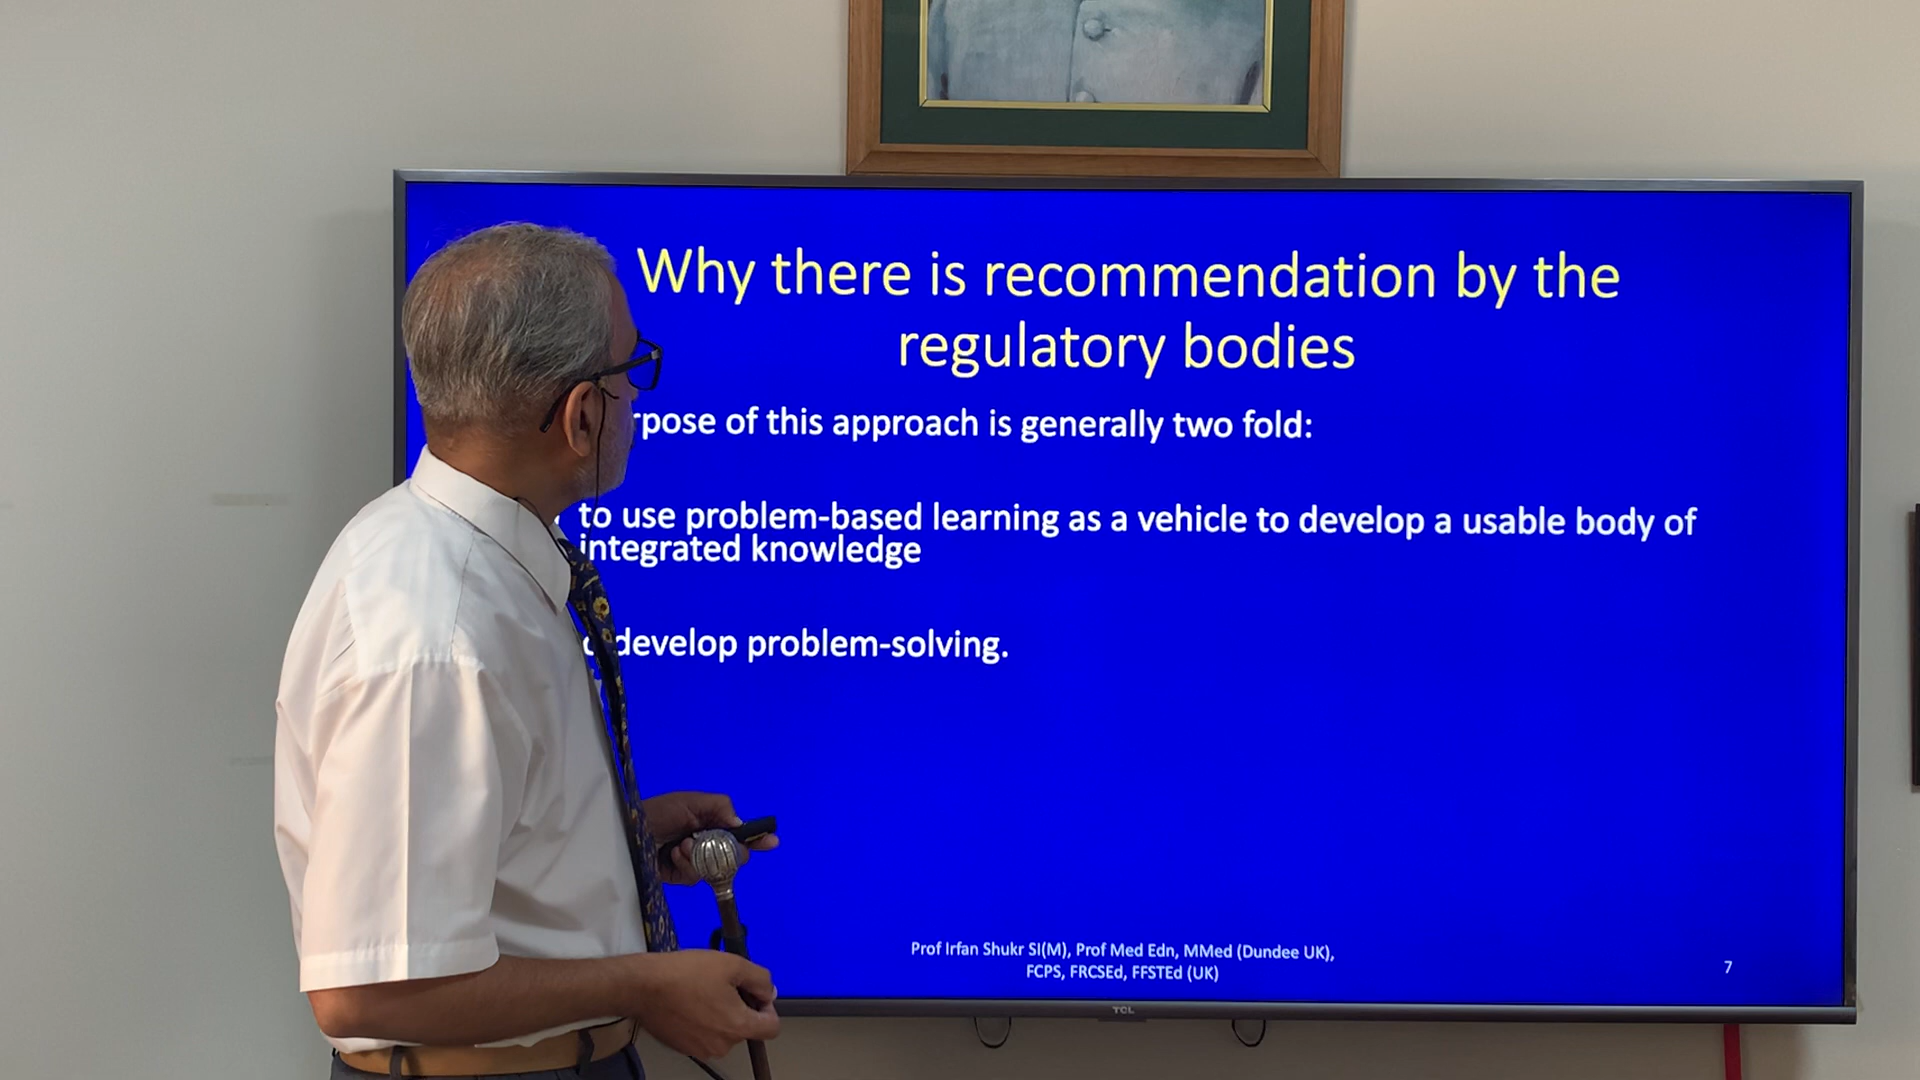 Why there is recommendation by the
regulatory bodies
rpose of this approach is generally two fold:
to use problem-based learning as a vehicle to develop a usable body of
integrated knowledge
develop problem-solving.
Prof Irfan Shukr SI(M), Prof Med Edn, MMed (Dundee UK),
FCPS, FRCSEd, FFSTEd (UK)
7
TCL